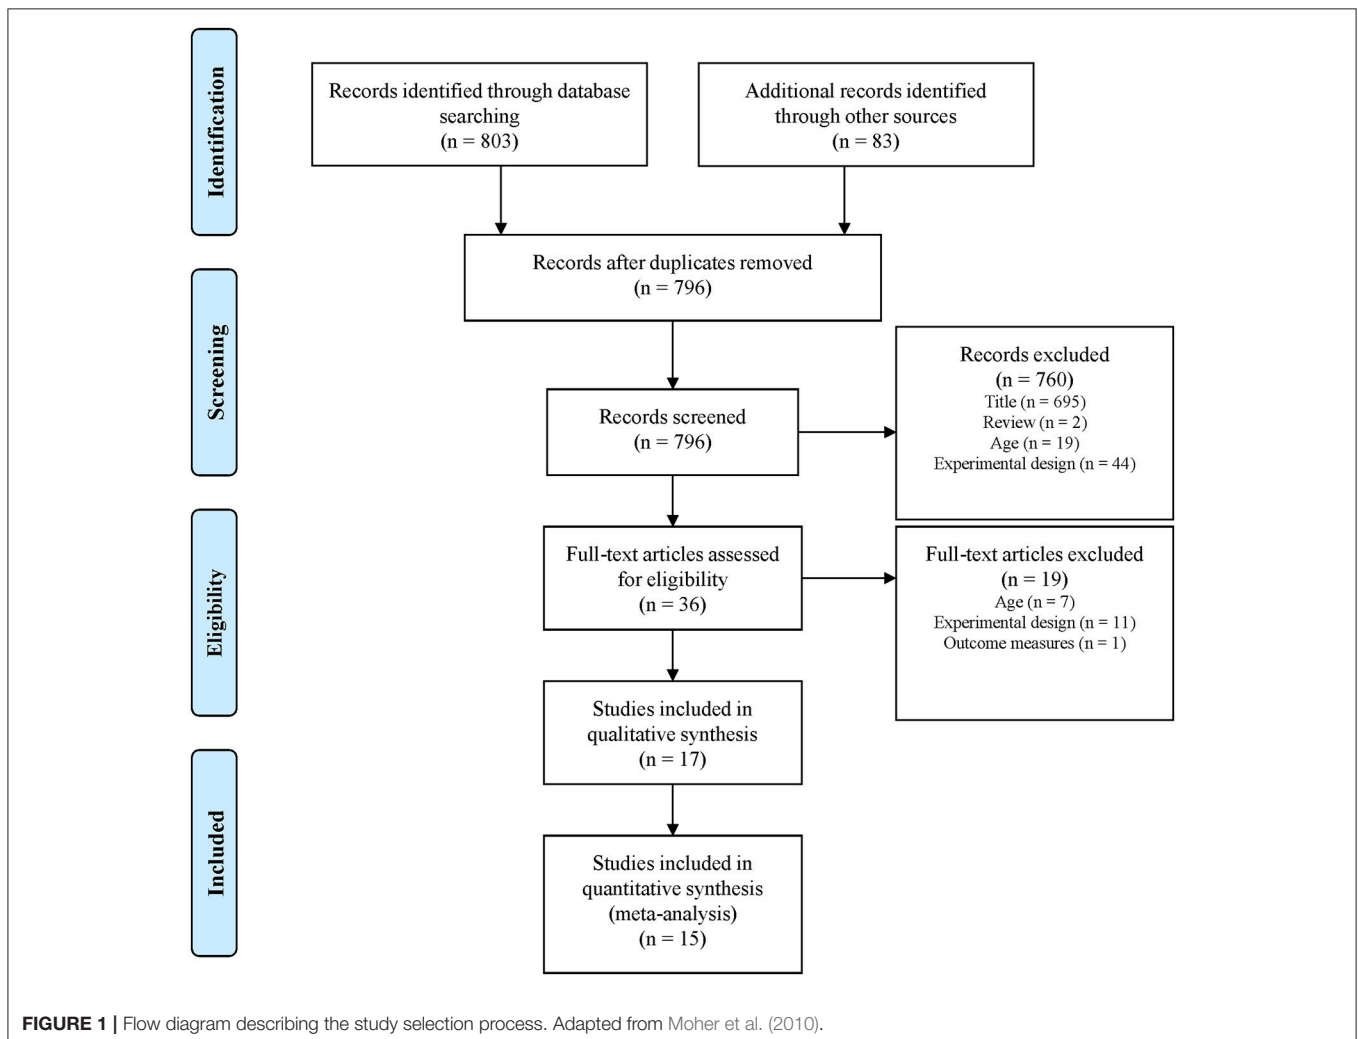 Identification
Records identified through database
searching
(n = 803)
Additional records identified
through other sources
(n = 83)
Screening
Records after duplicates removed
(n = 796)
Records screened
(n = 796)
Records excluded
(n = 760)
Title (n = 695)
Review (n = 2)
Age (n = 19)
Experimental design (n = 44)
Eligibility
Full-text articles assessed
for eligibility
(n = 36)
Full-text articles excluded
(n = 19)
Age (n = 7)
Experimental design (n = 11)
Outcome measures (n = 1)
Studies included in
qualitative synthesis
(n = 17)
Included
Studies included in
quantitative synthesis
(meta-analysis)
(n = 15)
FIGURE 1 | Flow diagram describing the study selection process. Adapted from Moher et al. (2010).